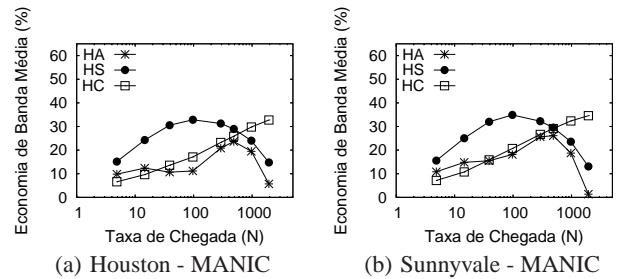 Economia de Banda Média (%)
60
50
40
30
20
10
0
HA
HS
HC
1
10
100
1000
Taxa de Chegada (N)
(a) Houston - MANIC
Economia de Banda Média (%)
60
50
40
30
20
10
0
HA
HS
HC
1
10
100
1000
Taxa de Chegada (N)
(b) Sunnyvale - MANIC